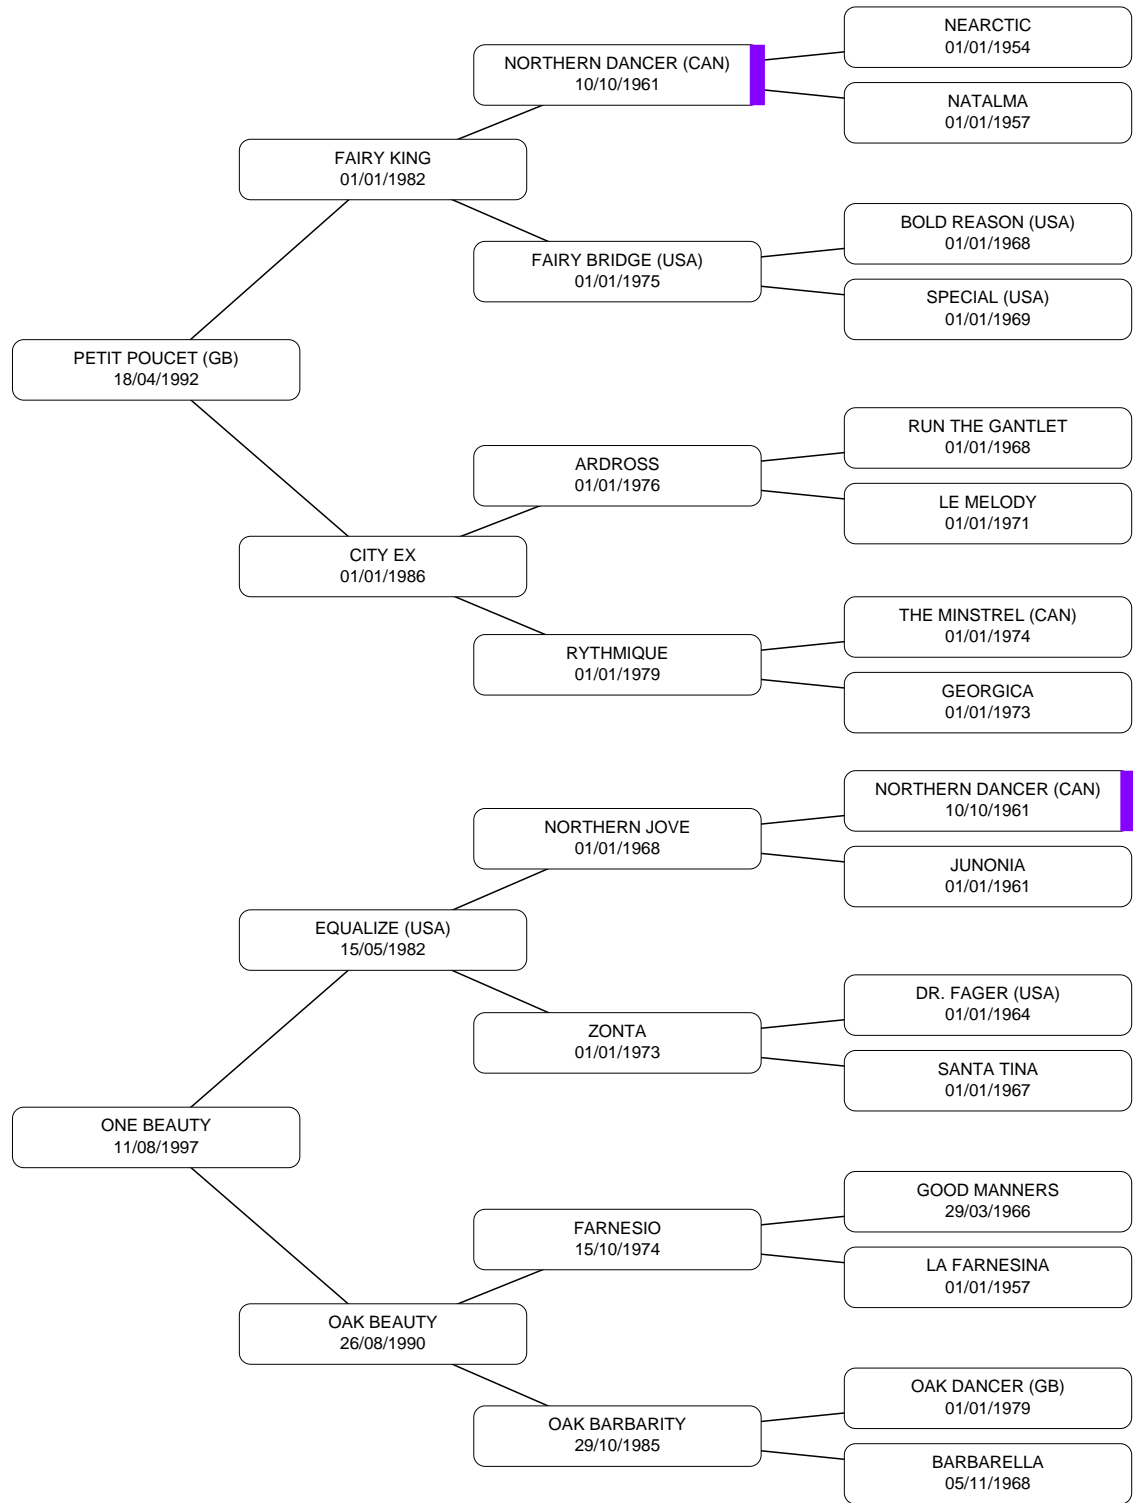 NEARCTIC
01/01/1954
NORTHERN DANCER (CAN)
10/10/1961
NATALMA
01/01/1957
FAIRY KING
01/01/1982
BOLD REASON (USA)
01/01/1968
FAIRY BRIDGE (USA)
01/01/1975
SPECIAL (USA)
01/01/1969
PETIT POUCET (GB)
18/04/1992
RUN THE GANTLET
01/01/1968
ARDROSS
01/01/1976
LE MELODY
01/01/1971
CITY EX
01/01/1986
THE MINSTREL (CAN)
01/01/1974
RYTHMIQUE
01/01/1979
GEORGICA
01/01/1973
NORTHERN DANCER (CAN)
10/10/1961
NORTHERN JOVE
01/01/1968
JUNONIA
01/01/1961
EQUALIZE (USA)
15/05/1982
DR. FAGER (USA)
01/01/1964
ZONTA
01/01/1973
SANTA TINA
01/01/1967
ONE BEAUTY
11/08/1997
GOOD MANNERS
29/03/1966
FARNESIO
15/10/1974
LA FARNESINA
01/01/1957
OAK BEAUTY
26/08/1990
OAK DANCER (GB)
01/01/1979
OAK BARBARITY
29/10/1985
BARBARELLA
05/11/1968